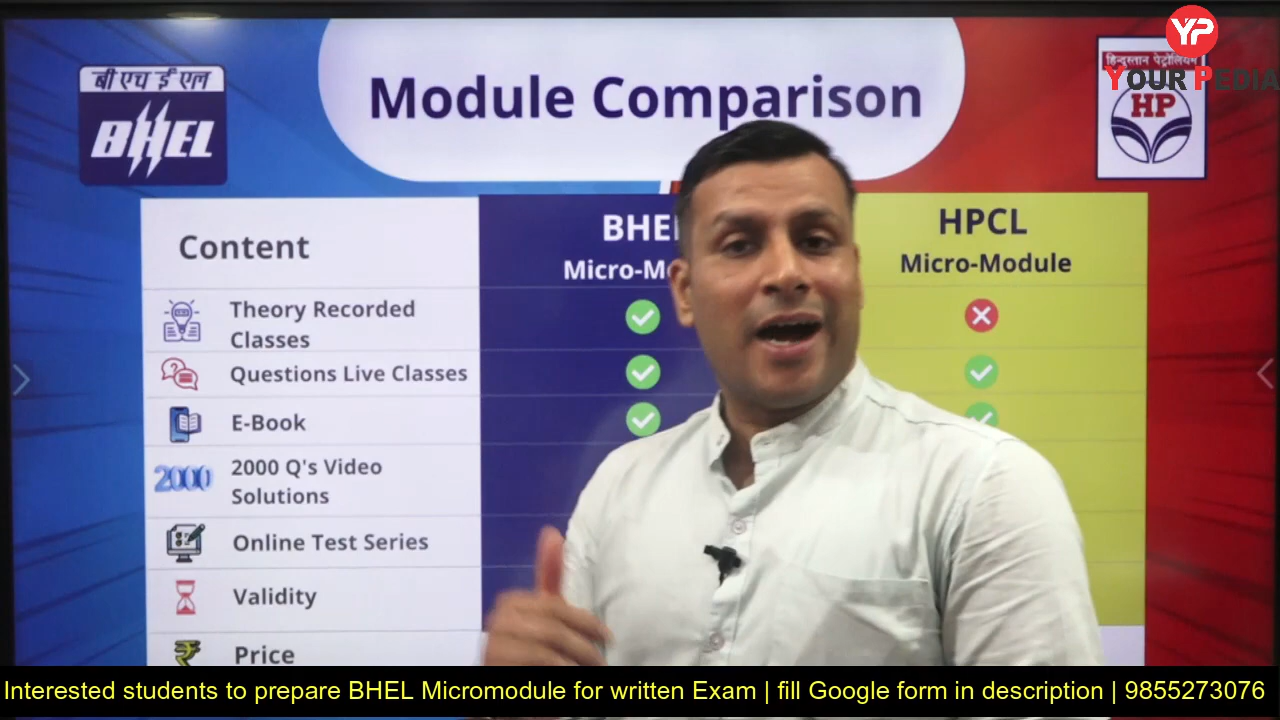 बी एच ई एल
BHEL
Module Comparison
YP
हिन्दुस्तान पेट्रोलियम
YOUR PEDIA
HP
Content
HPCL
Micro-Module
Theory Recorded
Classes
Questions Live Classes
E-Book
2000
2000 Q's Video
Solutions
Online Test Series
Validity
Price
Interested students to prepare BHEL Micromodule for written Exam | fill Google form in description | 9855273076